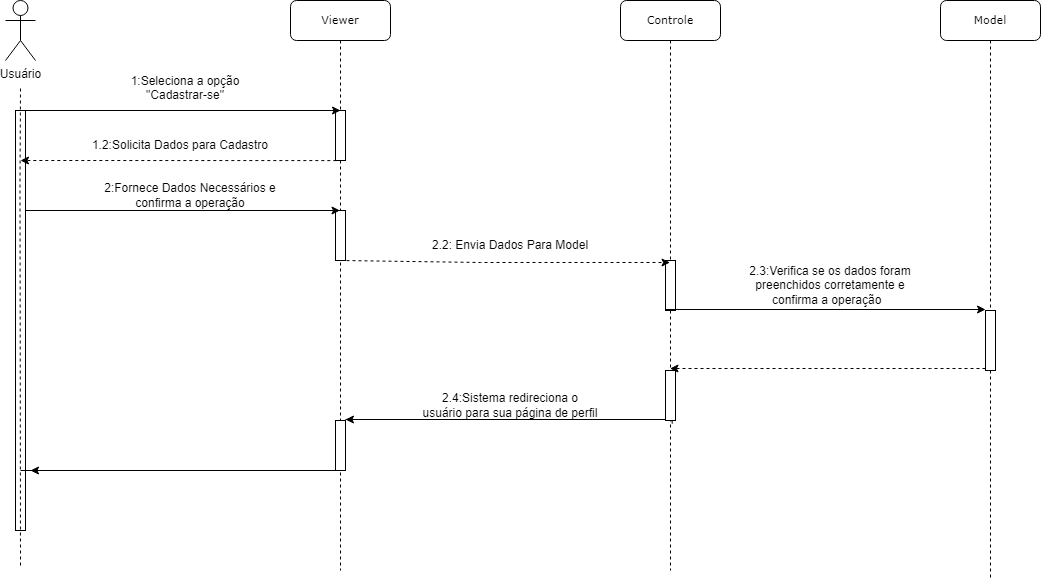 Viewer
Controle
Model
Usuário
1:Seleciona a opção
"Cadastrar-se"
1.2:Solicita Dados para Cadastro
2:Fornece Dados Necessários e
confirma a operação
2.2: Envia Dados Para Model
2.3:Verifica se os dados foram
preenchidos corretamente e
confirma a operação
2.4:Sistema redireciona o
usuário para sua página de perfil